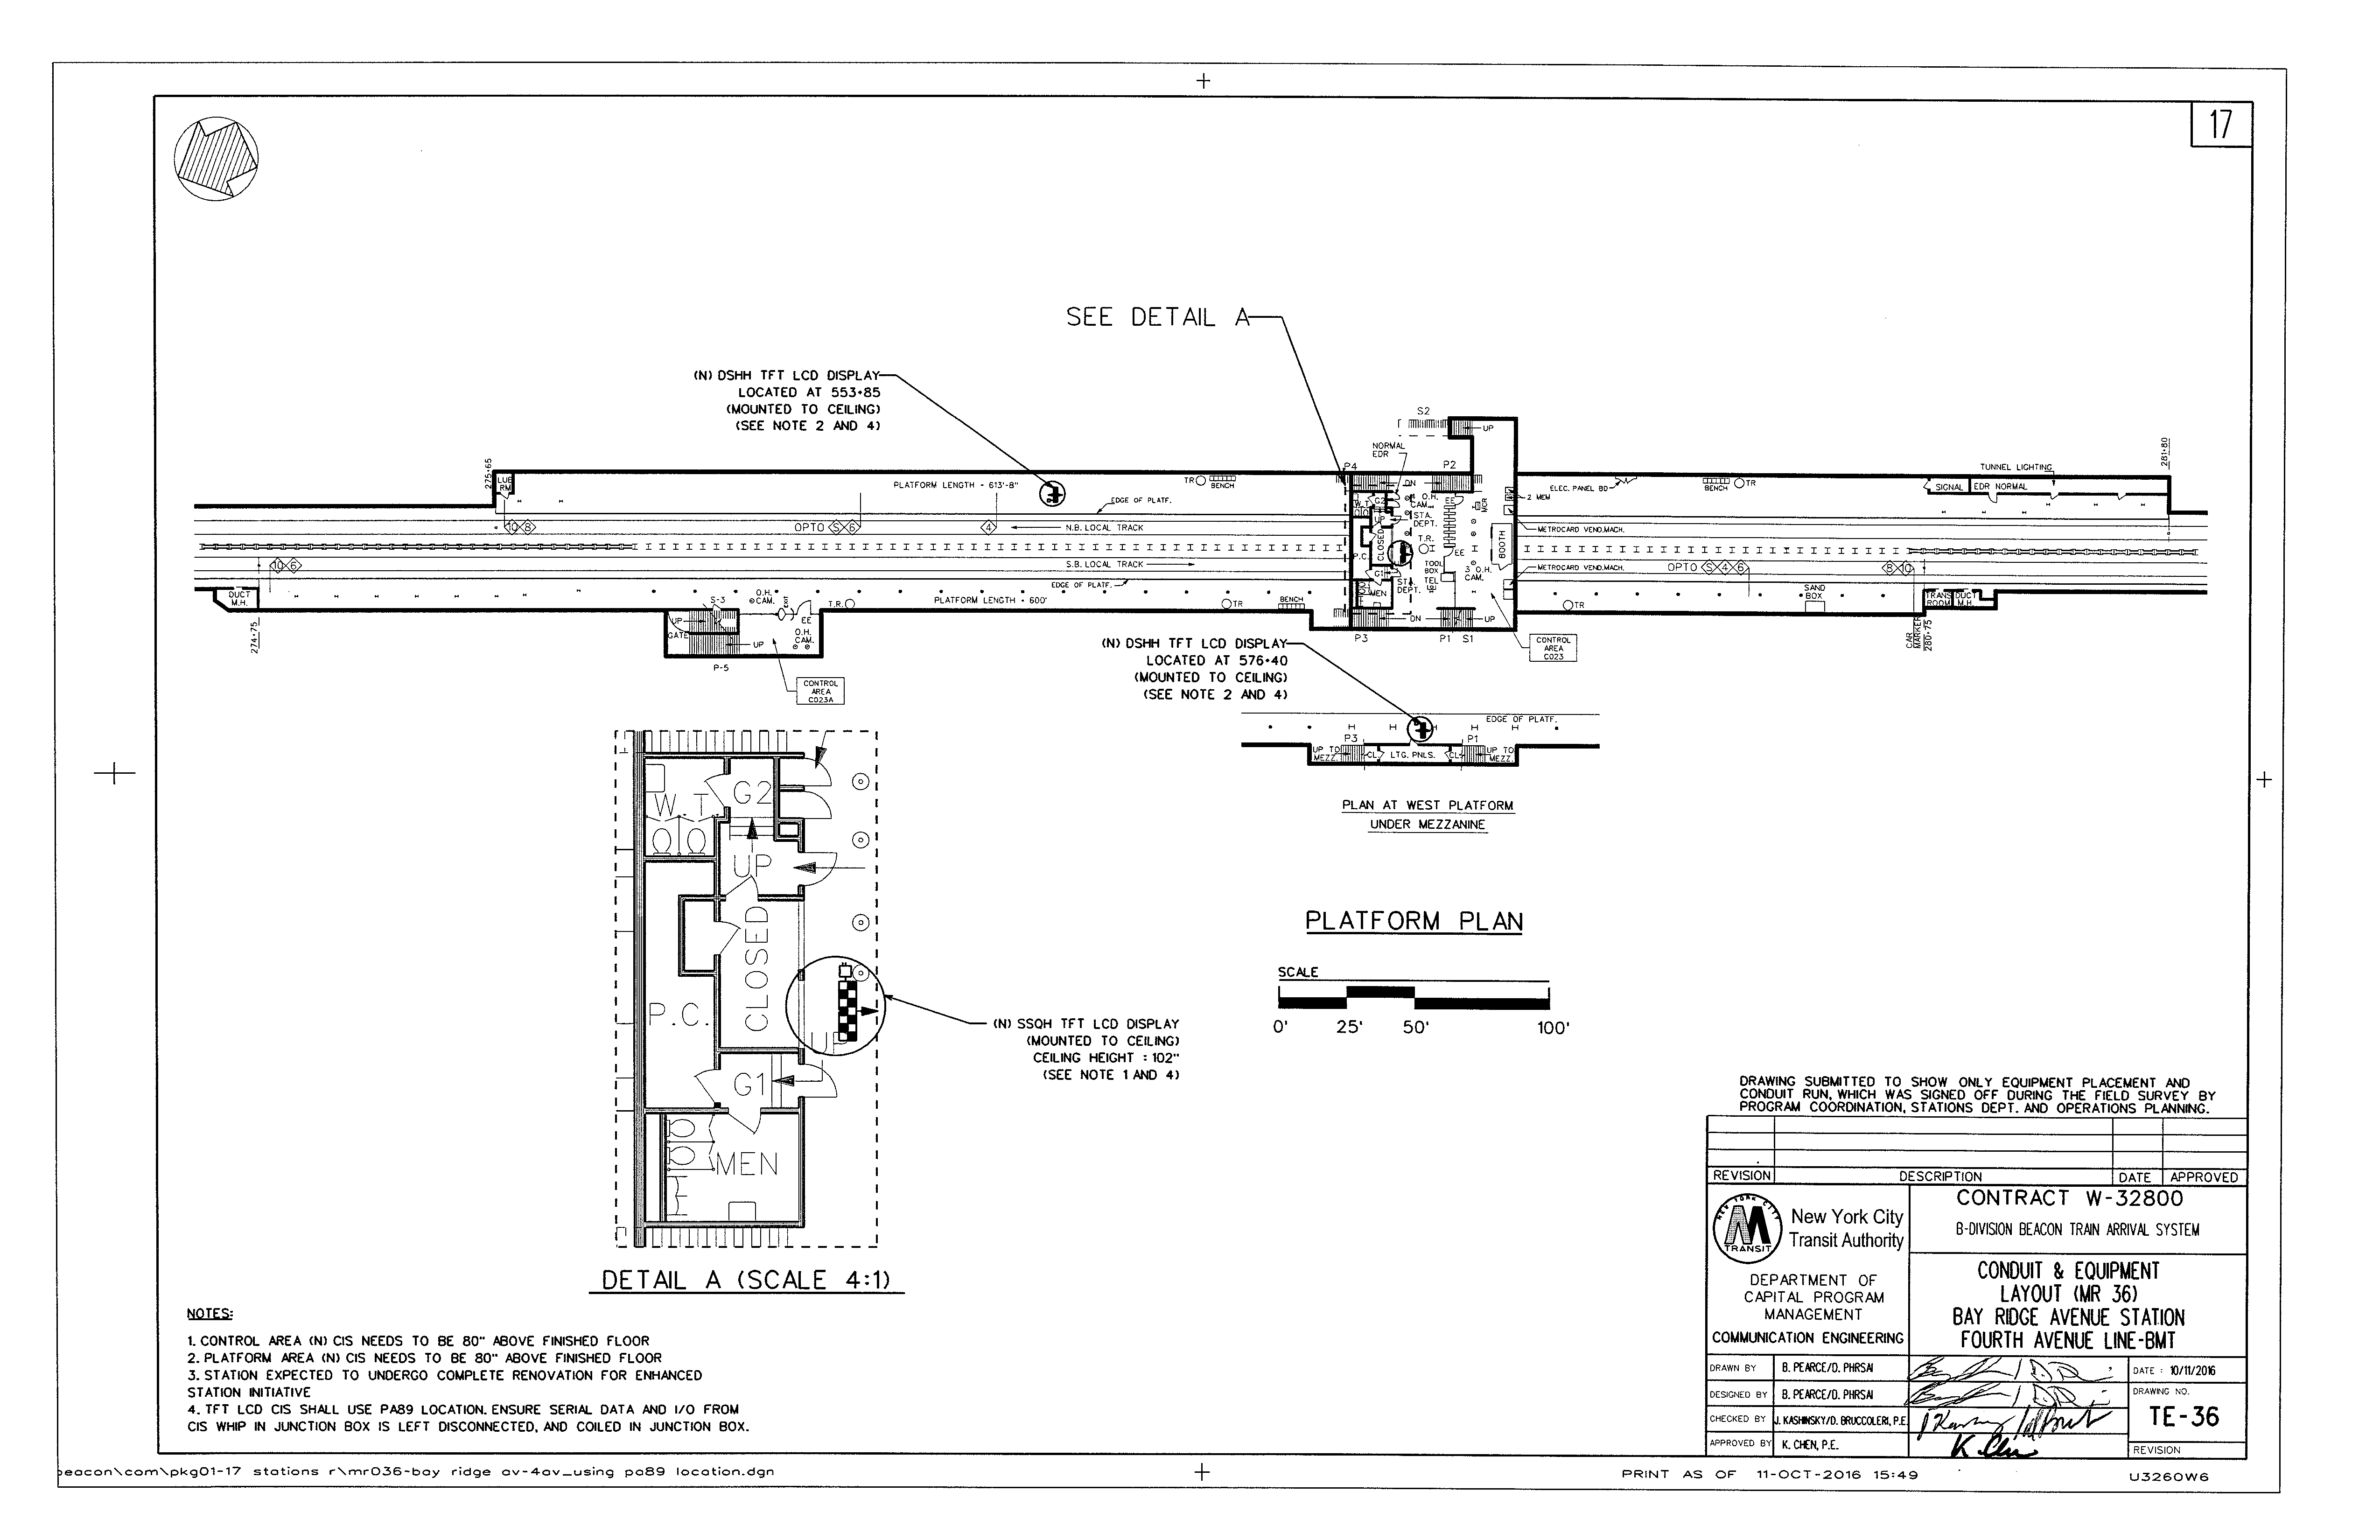 17
SEE DETAIL A
(N) DSHH TFT LCD DISPLAY
LOCATED AT 553+85
(MOUNTED TO CEILING)
(SEE NOTE 2 AND 4)
S2
UP
NORMAL
EDR
P4
P2
275+65
LUB
RM
PLATFORM LENGTH = 613'-8"
TR
BENCH
EDGE OF PLATF.
DN
2 MEM
ELEC. PANEL BD
BENCH
TR
TUNNEL LIGHTING
SIGNAL
EDR NORMAL
281+80
10 8
OPTO S 6
4
N.B. LOCAL TRACK
W.T
G2
4 O.H.
CAM.
EE
MCR
STA.
DEPT.
UP
METROCARD VEND.MACH.
CLOSED
T.R.
BOOTH
P.C.
EE
10 6
S.B. LOCAL TRACK
TOOL
BOX
3 O.H.
CAM.
METROCARD VEND.MACH.
OPTO S 4 6
8 10
G1
EDGE OF PLATF.
STA.
DEPT.
TEL
MEN
SAND
BOX
DUCT
M.H.
S-3
O.H.
CAM.
EXIT
T.R.
PLATFORM LENGTH = 600'
TR
BENCH
TR
TRANS
ROOM
DUCT
M.H.
274+75
UP
GATE
EE
O.H.
CAM.
UP
DN
UP
P-5
P3
P1
S1
CONTROL
AREA
C023
CAR
MARKER
280+75
CONTROL
AREA
C023A
(N) DSHH TFT LCD DISPLAY
LOCATED AT 576+40
(MOUNTED TO CEILING)
(SEE NOTE 2 AND 4)
EDGE OF PLATF.
P3
P1
UP TO
MEZZ.
CL
LTG. PNLS.
CL
UP TO
MEZZ.
PLAN AT WEST PLATFORM
UNDER MEZZANINE
W.T
G2
UP
CLOSED
P.C.
UP
G1
MEN
(N) SSQH TFT LCD DISPLAY
(MOUNTED TO CEILING)
CEILING HEIGHT : 102"
(SEE NOTE 1 AND 4)
DETAIL A (SCALE 4:1)
PLATFORM PLAN
SCALE
0' 25' 50' 100'
NOTES:
1. CONTROL AREA (N) CIS NEEDS TO BE 80" ABOVE FINISHED FLOOR
2. PLATFORM AREA (N) CIS NEEDS TO BE 80" ABOVE FINISHED FLOOR
3. STATION EXPECTED TO UNDERGO COMPLETE RENOVATION FOR ENHANCED
STATION INITIATIVE
4. TFT LCD CIS SHALL USE PA89 LOCATION. ENSURE SERIAL DATA AND I/O FROM
CIS WHIP IN JUNCTION BOX IS LEFT DISCONNECTED, AND COILED IN JUNCTION BOX.
DRAWING SUBMITTED TO SHOW ONLY EQUIPMENT PLACEMENT AND
CONDUIT RUN, WHICH WAS SIGNED OFF DURING THE FIELD SURVEY BY
PROGRAM COORDINATION, STATIONS DEPT. AND OPERATIONS PLANNING.
REVISION DESCRIPTION DATE APPROVED
NEW YORK CITY
M
TRANSIT
New York City
Transit Authority
DEPARTMENT OF
CAPITAL PROGRAM
MANAGEMENT
COMMUNICATION ENGINEERING
CONTRACT W-32800
B-DIVISION BEACON TRAIN ARRIVAL SYSTEM
CONDUIT & EQUIPMENT
LAYOUT (MR 36)
BAY RIDGE AVENUE STATION
FOURTH AVENUE LINE-BMT
DRAWN BY B. PEARCE/D. PHRSAI
DESIGNED BY B. PEARCE/D. PHRSAI
CHECKED BY J. KASHINSKY/D. BRUCCOLERI, P.E.
APPROVED BY K. CHEN, P.E.
K. Chen
DATE : 10/11/2016
DRAWING NO.
TE-36
REVISION
beacon\com\pkg01-17 stations r\mr036-bay ridge av-4av_using pa89 location.dgn
PRINT AS OF 11-OCT-2016 15:49
U3260W6